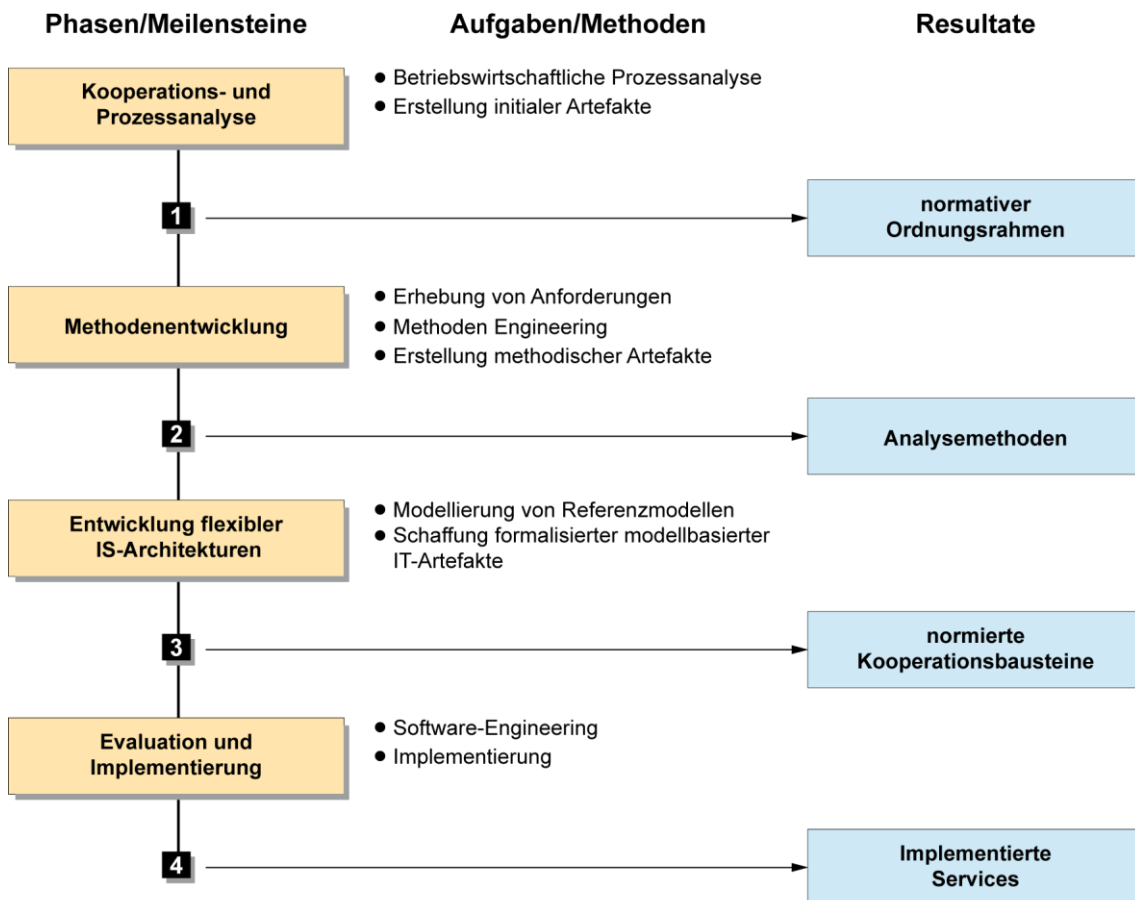 Phasen/Meilensteine
Aufgaben/Methoden
Resultate
Kooperations- und
Prozessanalyse
● Betriebswirtschaftliche Prozessanalyse
● Erstellung initialer Artefakte
1
normativer
Ordnungsrahmen
Methodenentwicklung
● Erhebung von Anforderungen
● Methoden Engineering
● Erstellung methodischer Artefakte
2
Analysemethoden
Entwicklung flexibler
IS-Architekturen
● Modellierung von Referenzmodellen
● Schaffung formalisierter modellbasierter
IT-Artefakte
3
normierte
Kooperationsbausteine
Evaluation und
Implementierung
● Software-Engineering
● Implementierung
4
Implementierte
Services